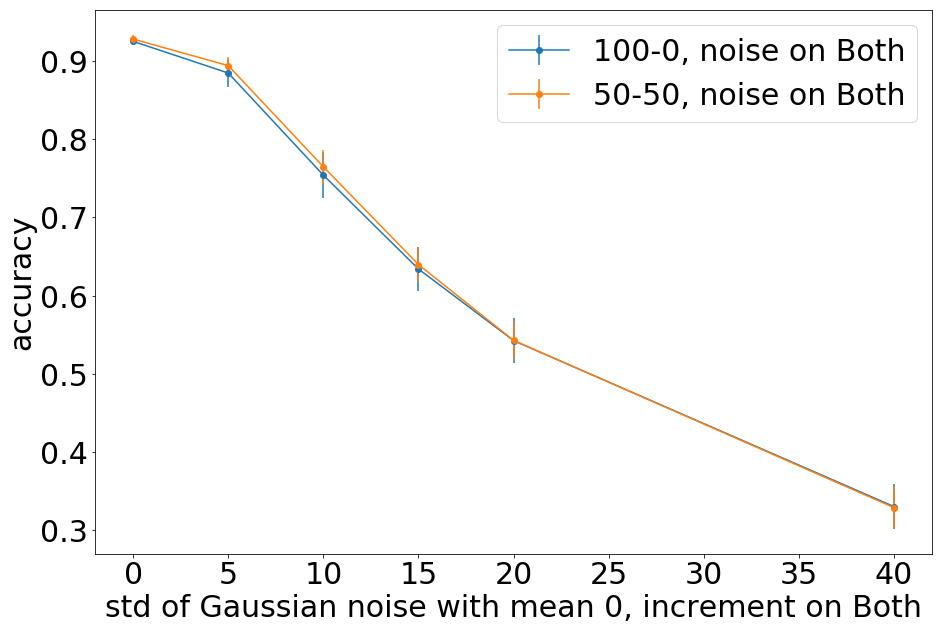 100-0, noise on Both
50-50, noise on Both
accuracy
0.9
0.8
0.7
0.6
0.5
0.4
0.3
0 5 10 15 20 25 30 35 40
std of Gaussian noise with mean 0, increment on Both